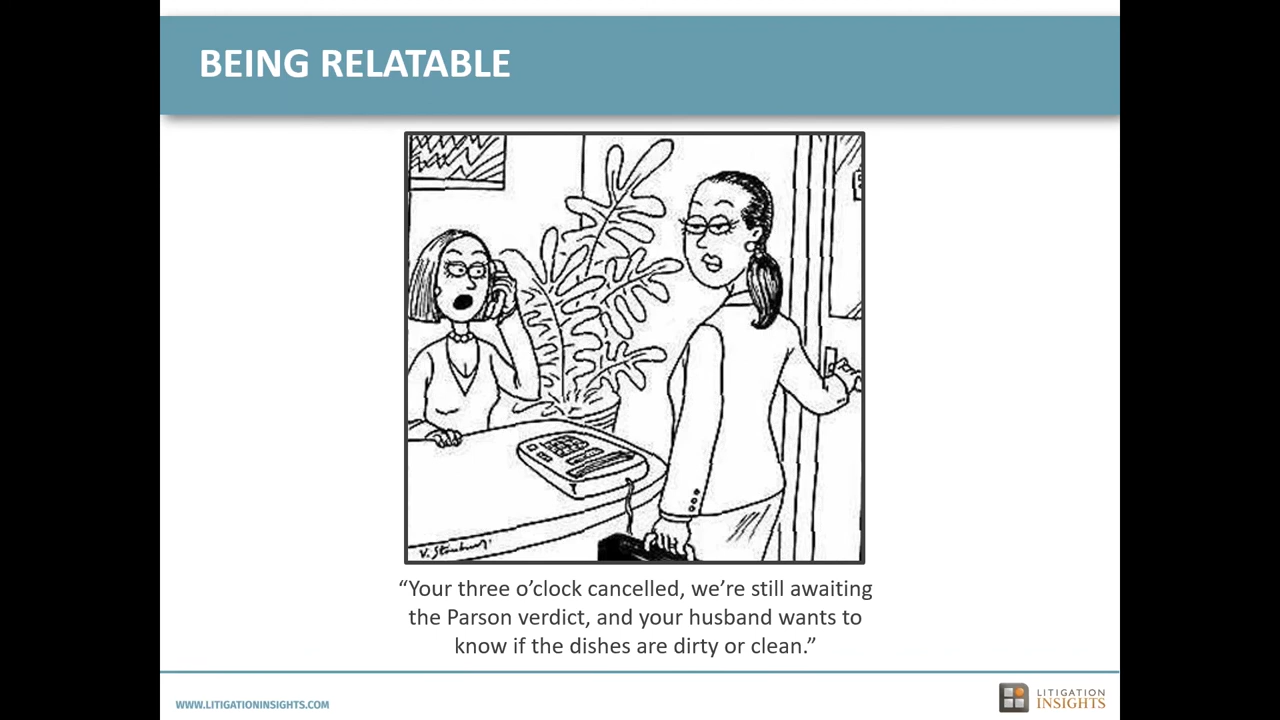 BEING RELATABLE
“Your three o’clock cancelled, we’re still awaiting
the Parson verdict, and your husband wants to
know if the dishes are dirty or clean.”
WWW.LITIGATIONINSIGHTS.COM
LITIGATION
INSIGHTS